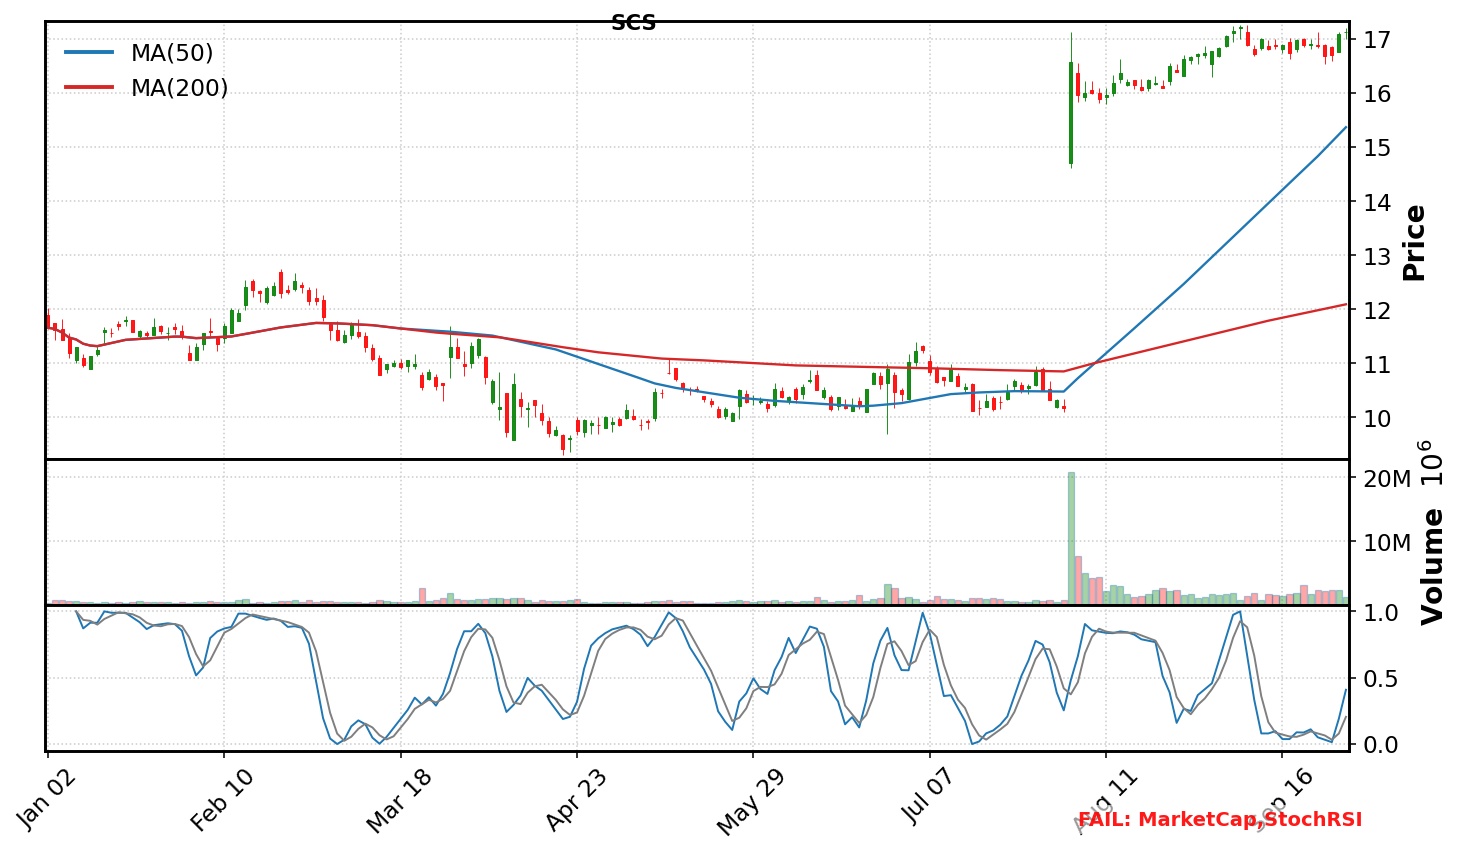 SCS
MA(50)
MA(200)
17
16
15
14
13
12
11
10
Price
20M
10M
Volume 10^6
1.0
0.5
0.0
Jan 02
Feb 10
Mar 18
Apr 23
May 29
Jul 07
Aug 11
Sep 16
FAIL: MarketCap,StochRSI